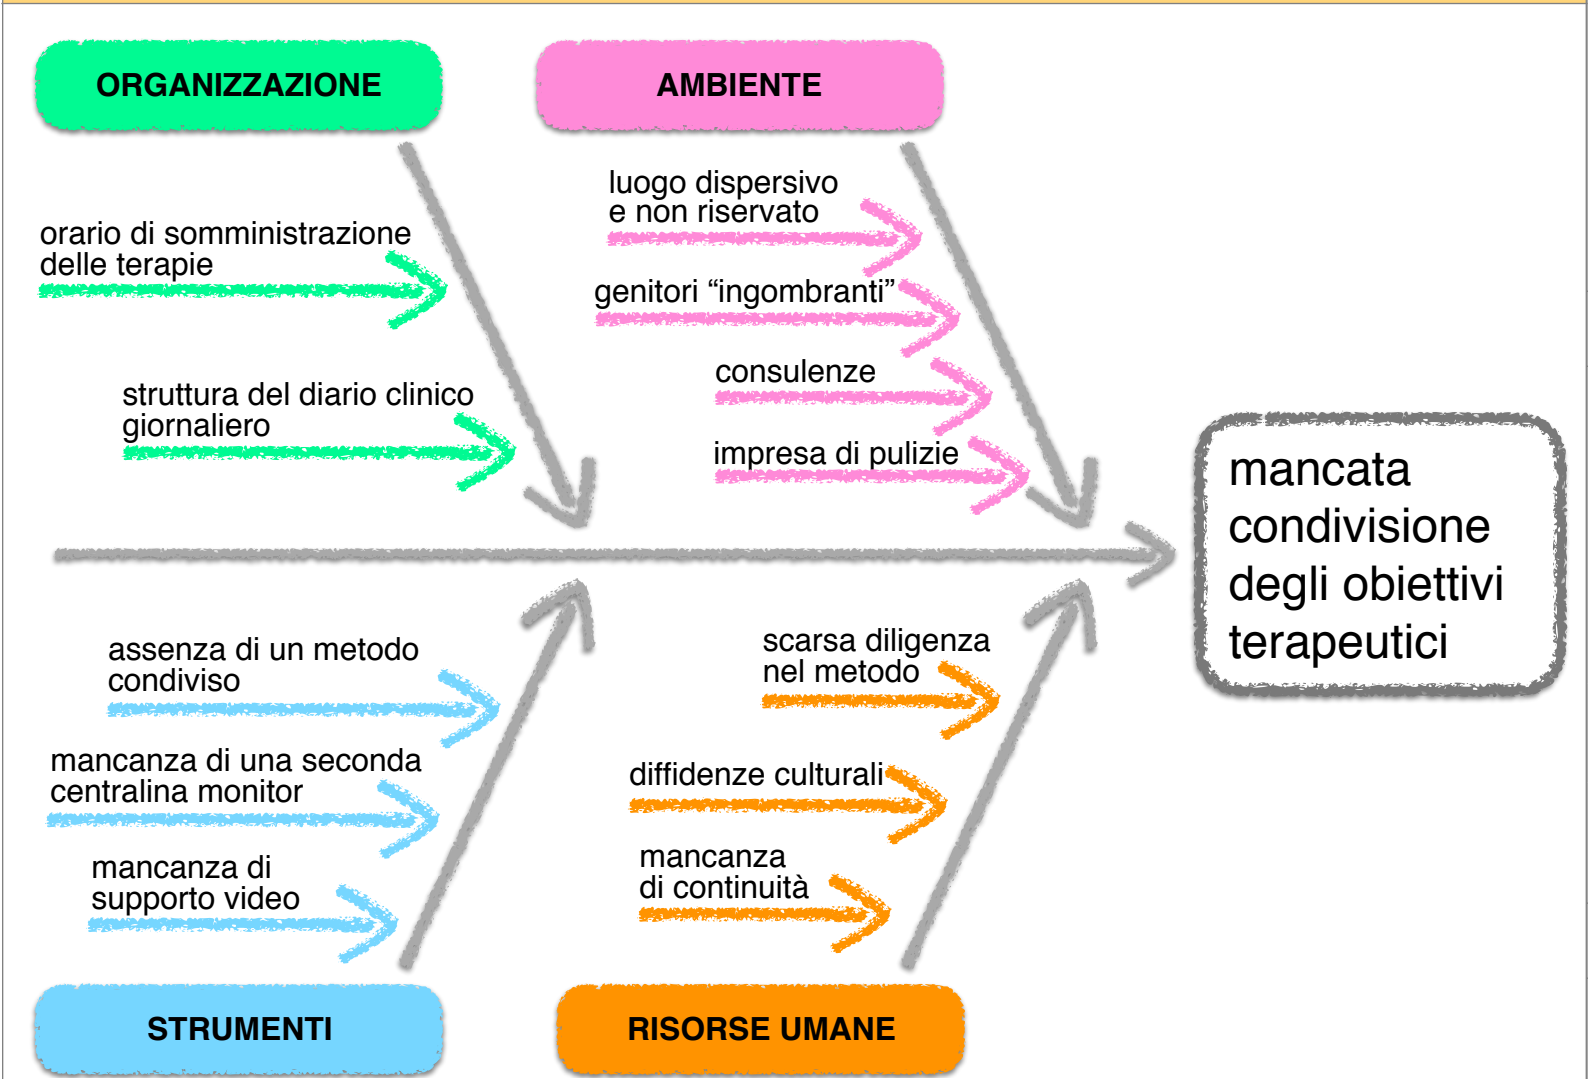 ORGANIZZAZIONE
AMBIENTE
orario di somministrazione
delle terapie
struttura del diario clinico
giornaliero
luogo dispersivo
e non riservato
genitori “ingombranti”
consulenze
impresa di pulizie
mancata
condivisione
degli obiettivi
terapeutici
assenza di un metodo
condiviso
mancanza di una seconda
centralina monitor
mancanza di
supporto video
scarsa diligenza
nel metodo
diffidenze culturali
mancanza
di continuità
STRUMENTI
RISORSE UMANE